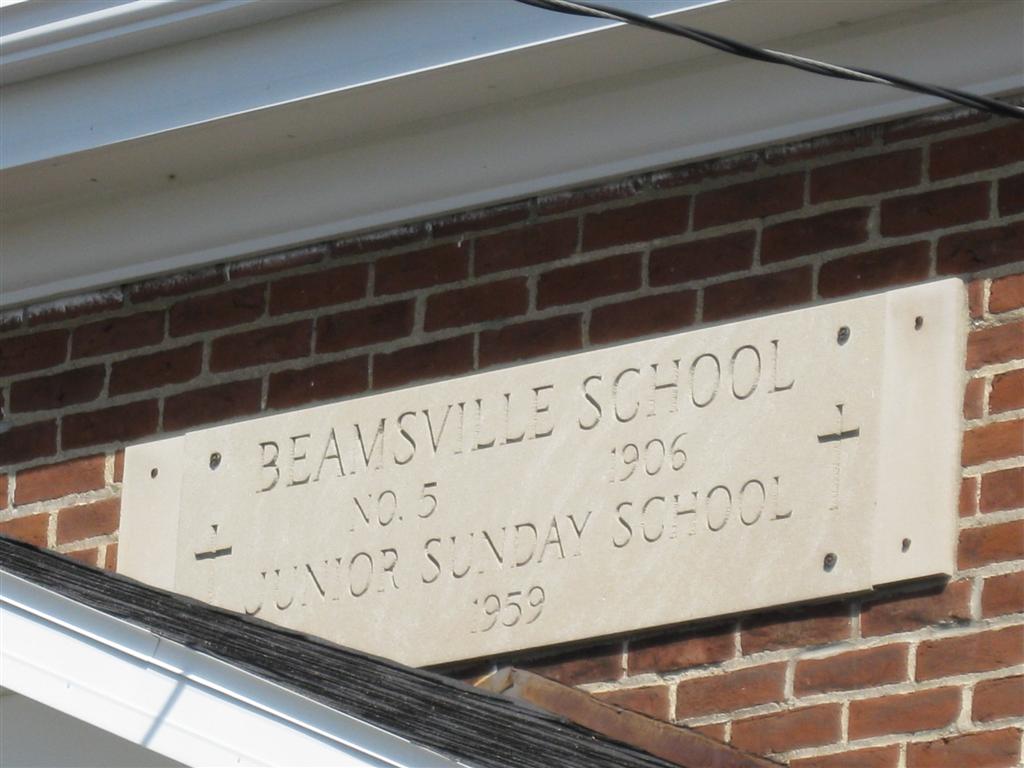 BEAMSVILLE SCHOOL
NO. 5 1906
JUNIOR SUNDAY SCHOOL
1959